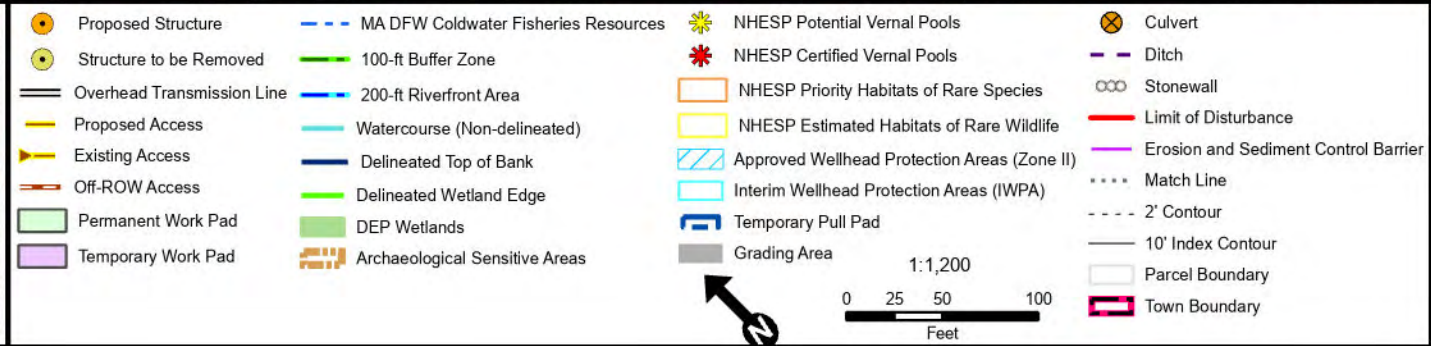 Proposed Structure
Structure to be Removed
Overhead Transmission Line
Proposed Access
Existing Access
Off-ROW Access
Permanent Work Pad
Temporary Work Pad
MA DFW Coldwater Fisheries Resources
100-ft Buffer Zone
200-ft Riverfront Area
Watercourse (Non-delineated)
Delineated Top of Bank
Delineated Wetland Edge
DEP Wetlands
Archaeological Sensitive Areas
NHESP Potential Vernal Pools
NHESP Certified Vernal Pools
NHESP Priority Habitats of Rare Species
NHESP Estimated Habitats of Rare Wildlife
Approved Wellhead Protection Areas (Zone II)
Interim Wellhead Protection Areas (IWPA)
Temporary Pull Pad
Grading Area
N
1:1,200
0 25 50 100
Feet
Culvert
Ditch
Stonewall
Limit of Disturbance
Erosion and Sediment Control Barrier
Match Line
2' Contour
10' Index Contour
Parcel Boundary
Town Boundary